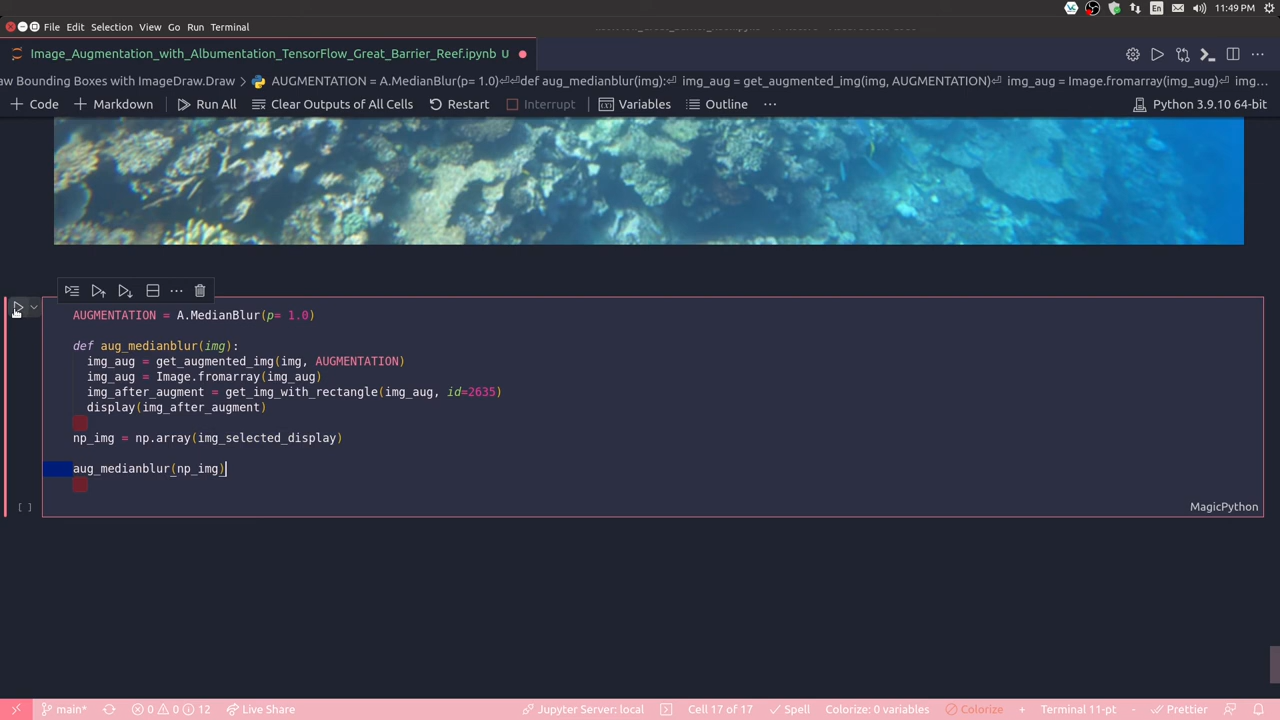 File Edit Selection View Go Run Terminal
En 11:49 PM
Image_Augmentation_with_Albumentation_TensorFlow_Great_Barrier_Reef.ipynb U
aw Bounding Boxes with ImageDraw.Draw AUGMENTATION = A.MedianBlur(p= 1.0)⏎⏎def aug_medianblur(img):⏎ img_aug = get_augmented_img(img, AUGMENTATION)⏎ img_aug = Image.fromarray(img_aug)⏎ img...
Code Markdown Run All Clear Outputs of All Cells Restart Interrupt Variables Outline ... Python 3.9.10 64-bit
AUGMENTATION = A.MedianBlur(p= 1.0)
def aug_medianblur(img):
img_aug = get_augmented_img(img, AUGMENTATION)
img_aug = Image.fromarray(img_aug)
img_after_augment = get_img_with_rectangle(img_aug, id=2635)
display(img_after_augment)
np_img = np.array(img_selected_display)
aug_medianblur(np_img)
[ ] MagicPython
main* 0 0 12 Live Share Jupyter Server: local Cell 17 of 17 Spell Colorize: 0 variables Colorize + Terminal 11-pt - Prettier